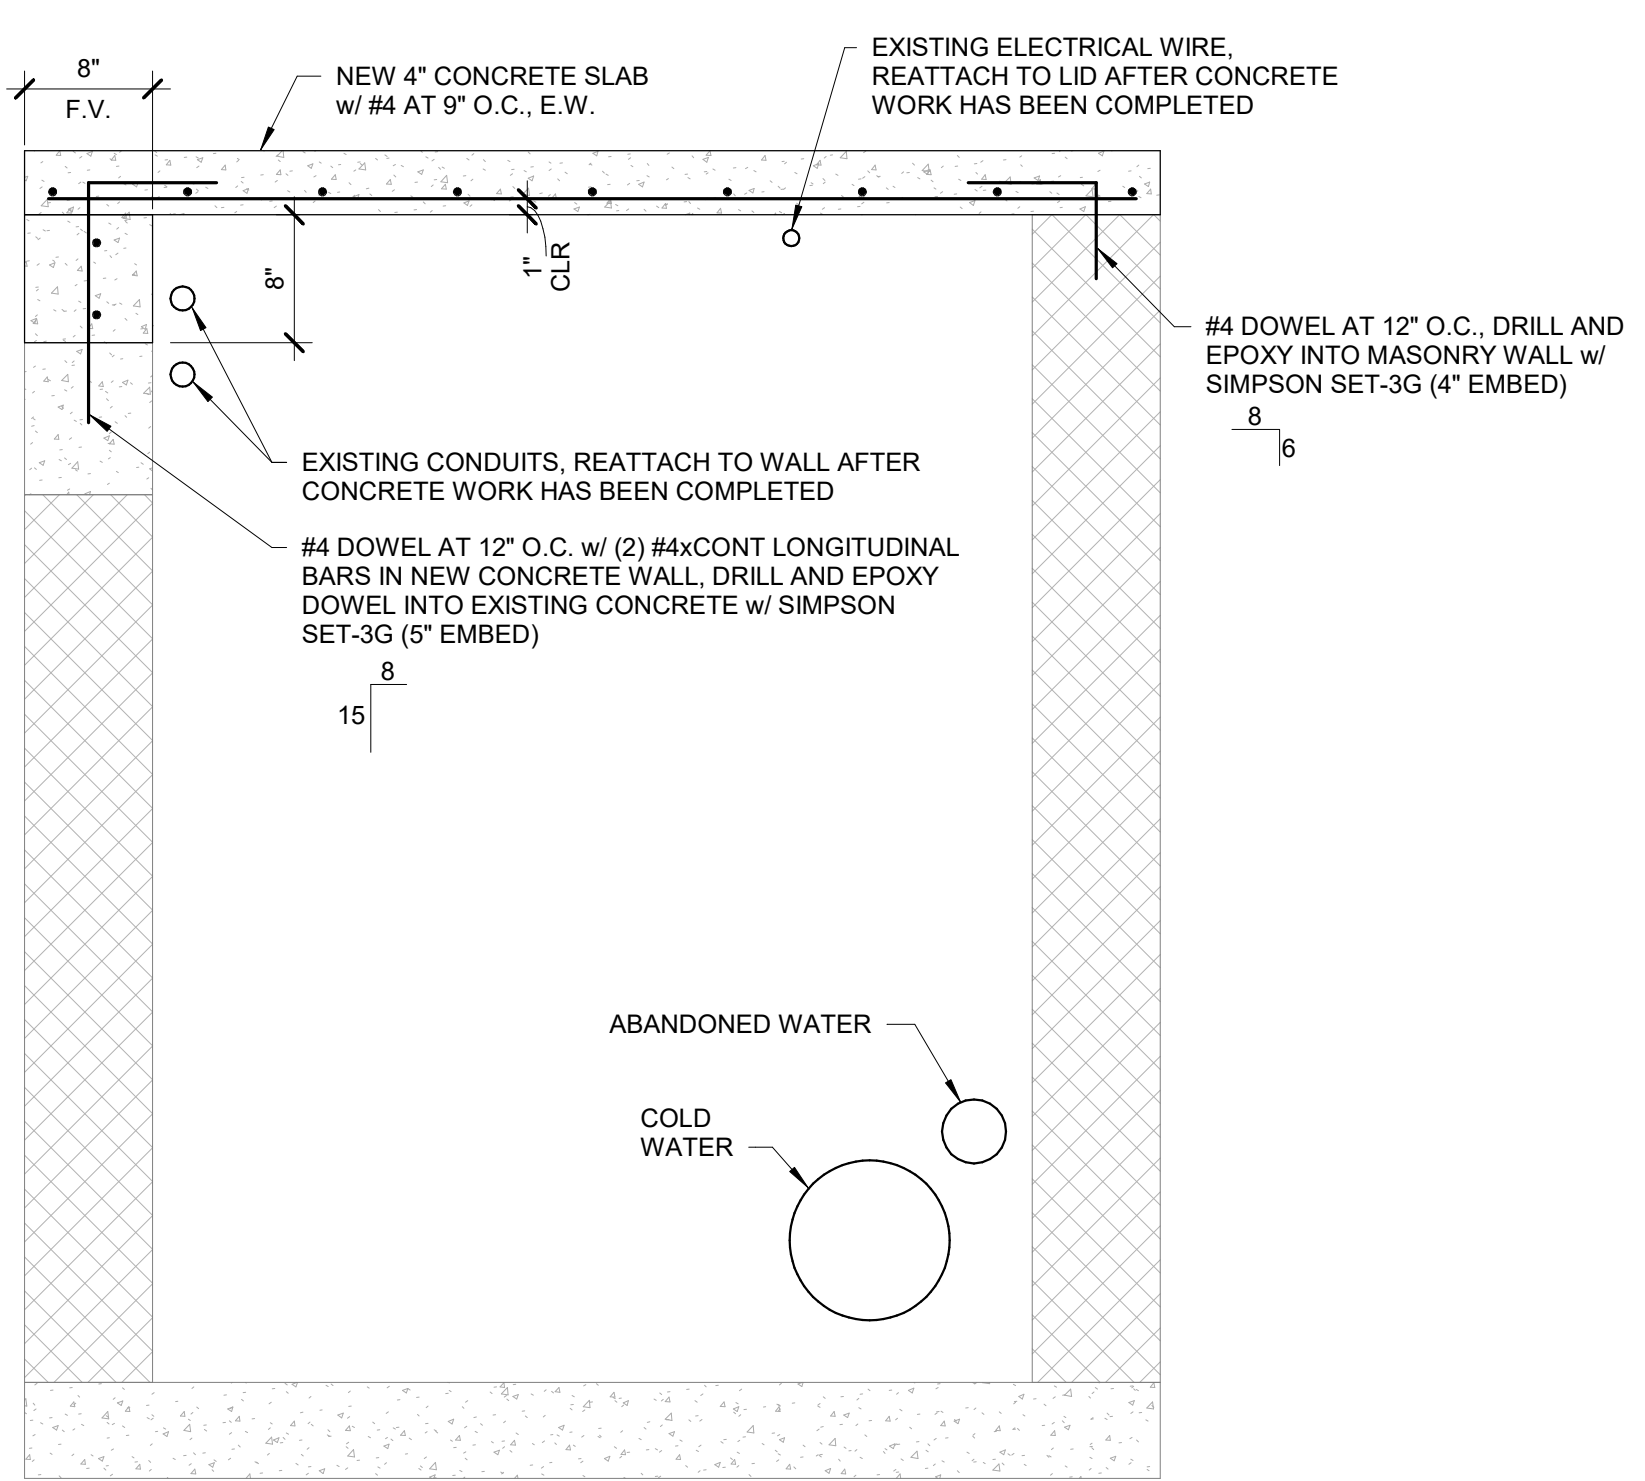 8"
F.V.
NEW 4" CONCRETE SLAB
w/ #4 AT 9" O.C., E.W.
EXISTING ELECTRICAL WIRE,
REATTACH TO LID AFTER CONCRETE
WORK HAS BEEN COMPLETED
8"
1"
CLR
#4 DOWEL AT 12" O.C., DRILL AND
EPOXY INTO MASONRY WALL w/
SIMPSON SET-3G (4" EMBED)
8
6
EXISTING CONDUITS, REATTACH TO WALL AFTER
CONCRETE WORK HAS BEEN COMPLETED
#4 DOWEL AT 12" O.C. w/ (2) #4xCONT LONGITUDINAL
BARS IN NEW CONCRETE WALL, DRILL AND EPOXY
DOWEL INTO EXISTING CONCRETE w/ SIMPSON
SET-3G (5" EMBED)
8
15
ABANDONED WATER
COLD
WATER